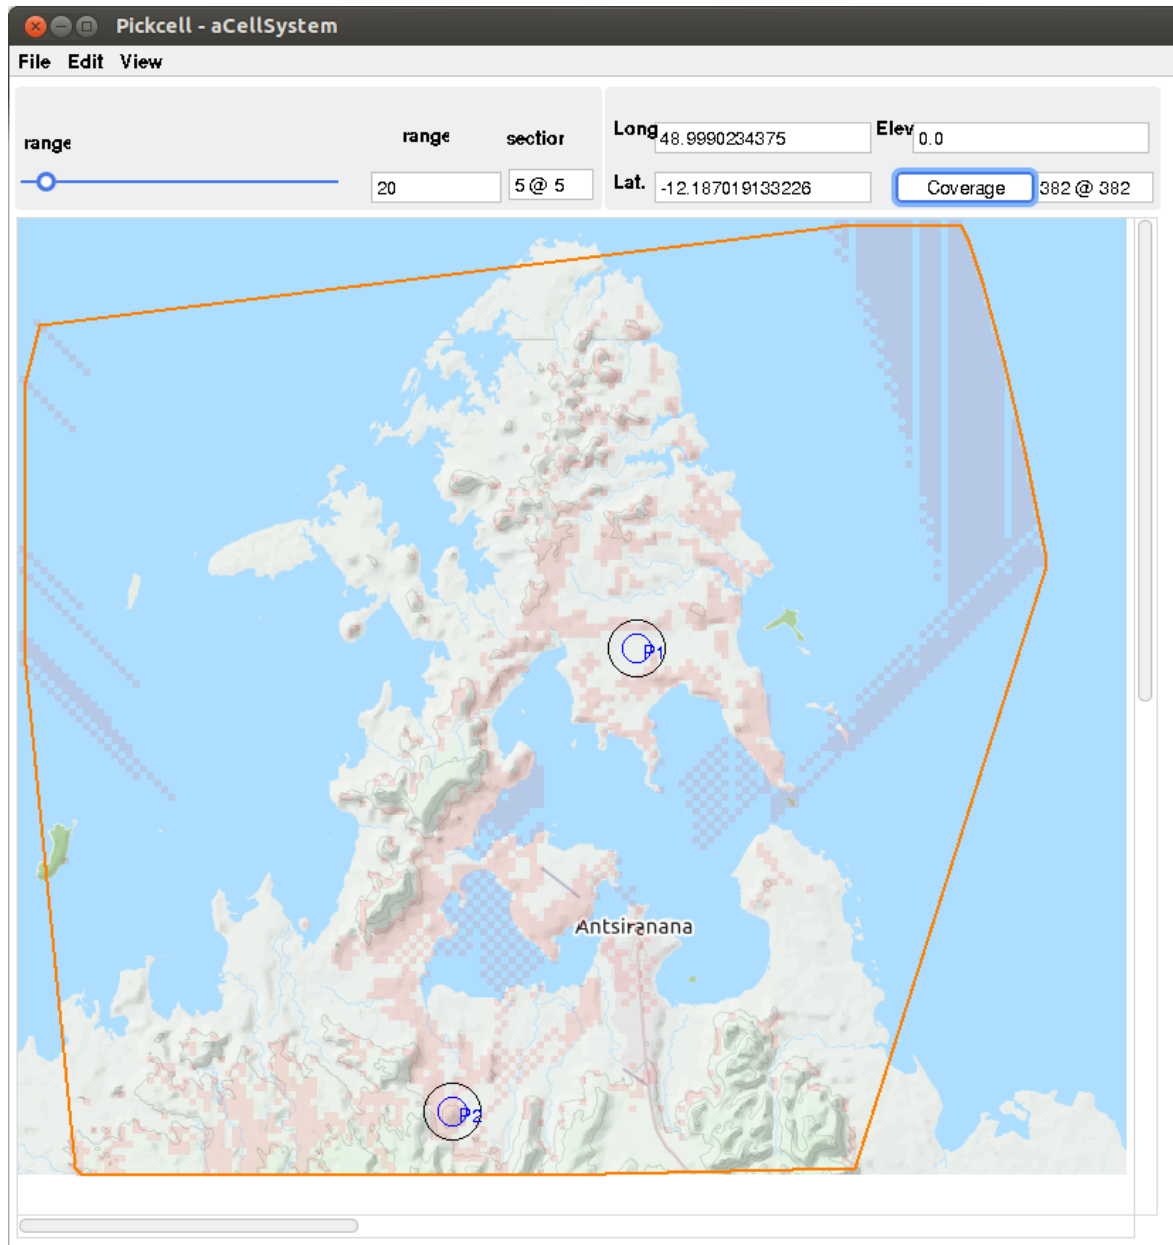 Pickcell - aCellSystem
File Edit View
range range section
20 5 @ 5
Long 48.9990234375 Elev 0.0
Lat. -12.187019133226 Coverage 382 @ 382
P1
Antsiranana
P2